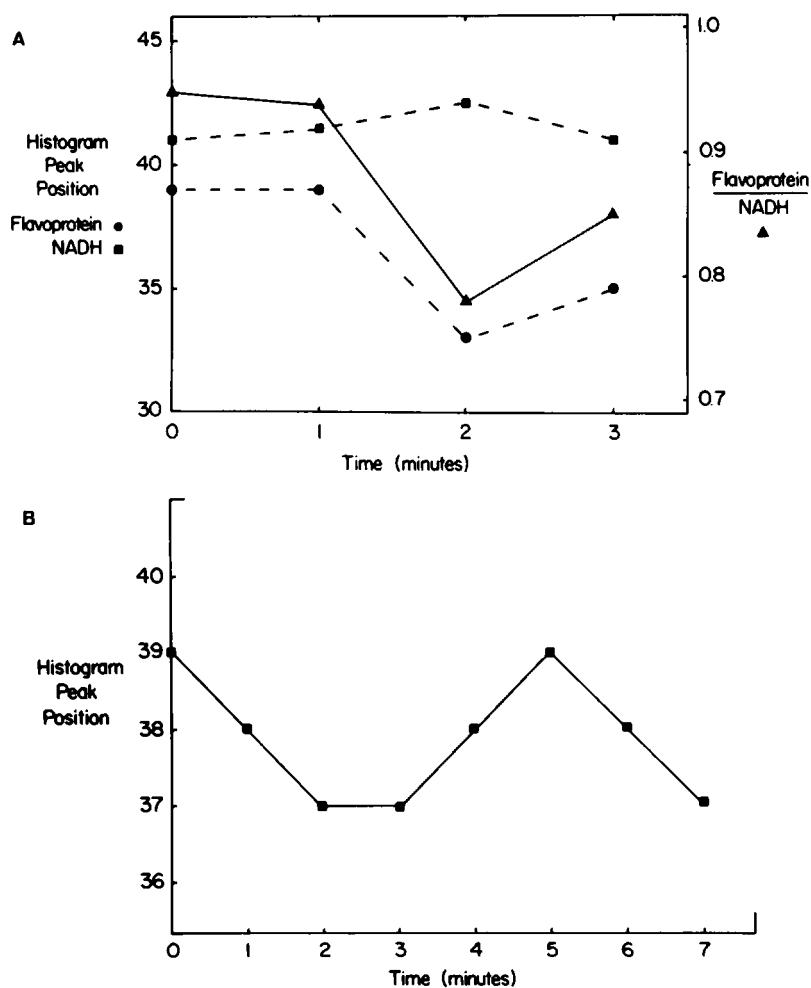 A
45
40
35
30
Histogram
Peak
Position
Flavoprotein ●
NADH ■
1.0
0.9
0.8
0.7
Flavoprotein
NADH
▲
0 1 2 3
Time (minutes)
B
40
39
38
37
36
Histogram
Peak
Position
0 1 2 3 4 5 6 7
Time (minutes)